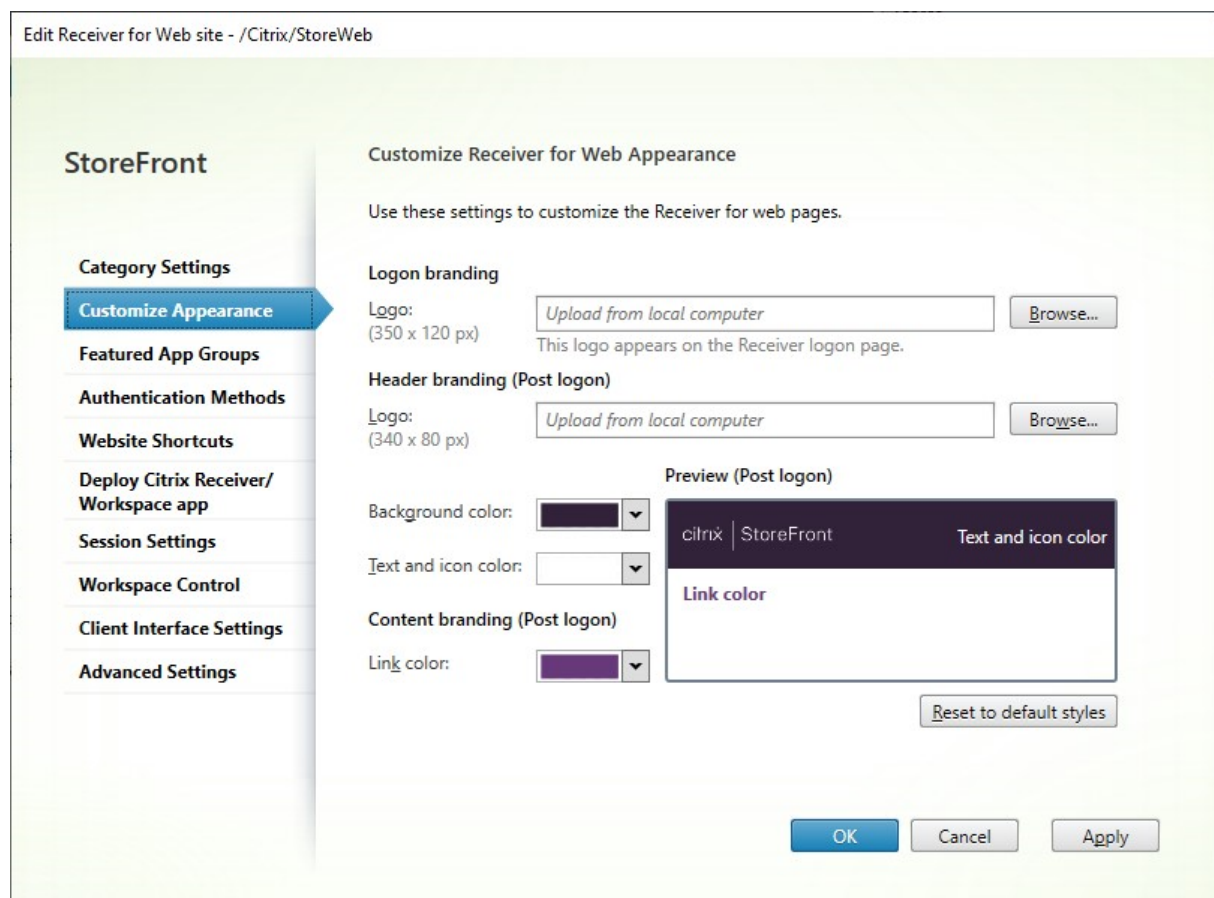 Edit Receiver for Web site - /Citrix/StoreWeb
StoreFront
Category Settings
Customize Appearance
Featured App Groups
Authentication Methods
Website Shortcuts
Deploy Citrix Receiver/
Workspace app
Session Settings
Workspace Control
Client Interface Settings
Advanced Settings
Customize Receiver for Web Appearance
Use these settings to customize the Receiver for web pages.
Logon branding
Logo:
(350 x 120 px)
Upload from local computer
Browse...
This logo appears on the Receiver logon page.
Header branding (Post logon)
Logo:
(340 x 80 px)
Upload from local computer
Browse...
Background color:
Text and icon color:
Content branding (Post logon)
Link color:
Preview (Post logon)
citrix | StoreFront
Text and icon color
Link color
Reset to default styles
OK
Cancel
Apply